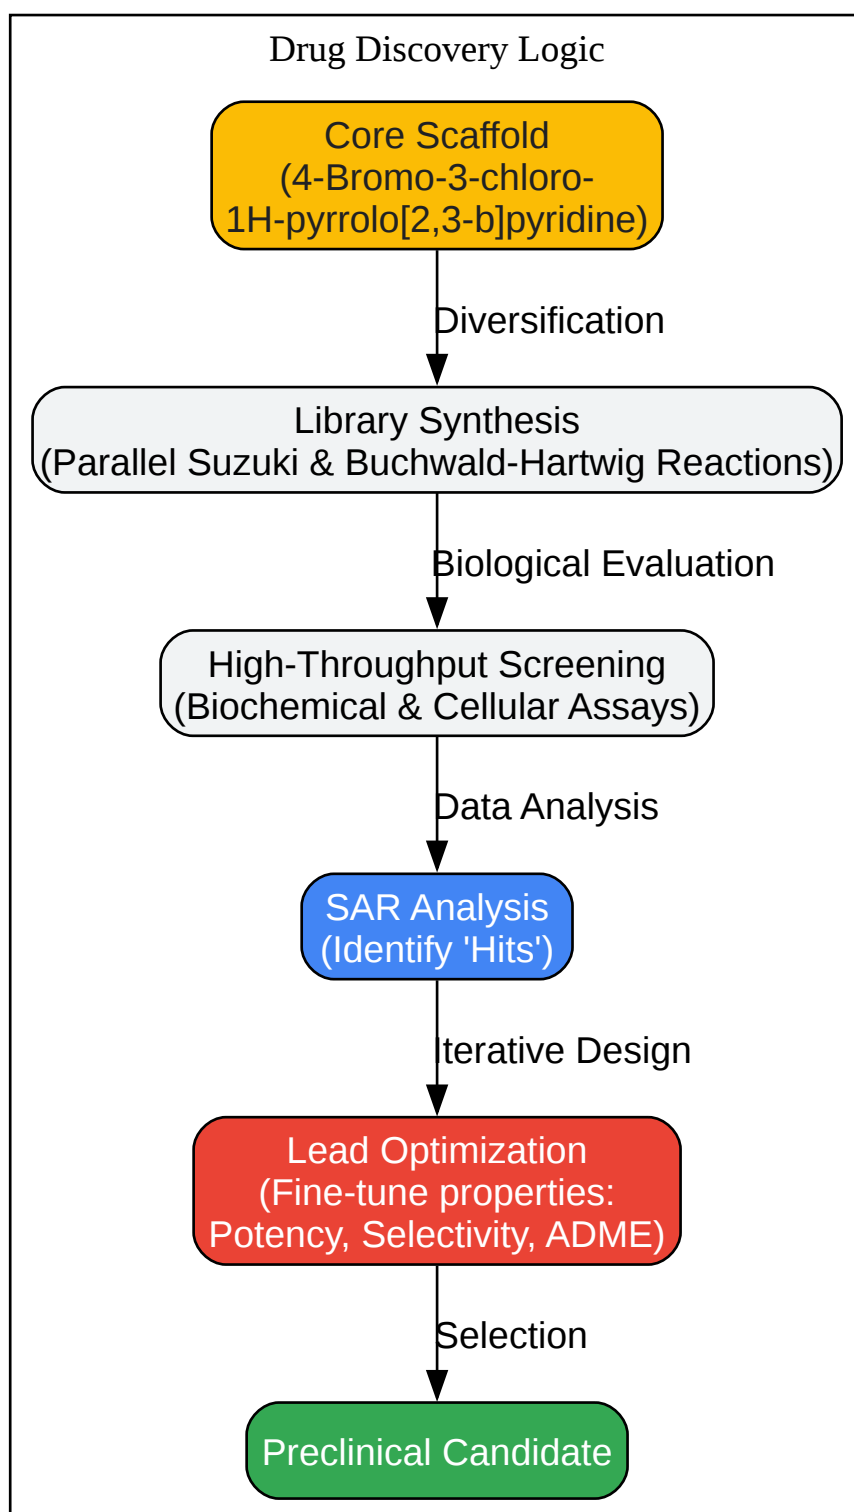 Drug Discovery Logic
Core Scaffold
(4-Bromo-3-chloro-
1H-pyrrolo[2,3-b]pyridine)
Diversification
Library Synthesis
(Parallel Suzuki & Buchwald-Hartwig Reactions)
Biological Evaluation
High-Throughput Screening
(Biochemical & Cellular Assays)
Data Analysis
SAR Analysis
(Identify 'Hits')
Iterative Design
Lead Optimization
(Fine-tune properties:
Potency, Selectivity, ADME)
Selection
Preclinical Candidate